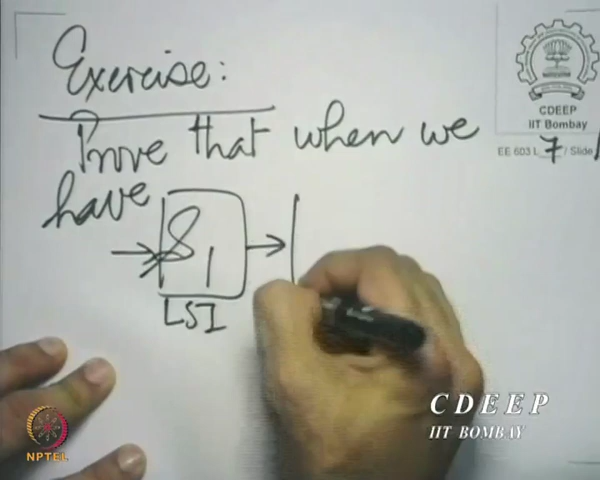 Exercise:
Prove that when we
have
S1
LSI
CDEEP
IIT Bombay
EE 603 L 7 / Slide
CDEEP
IIT BOMBAY
NPTEL